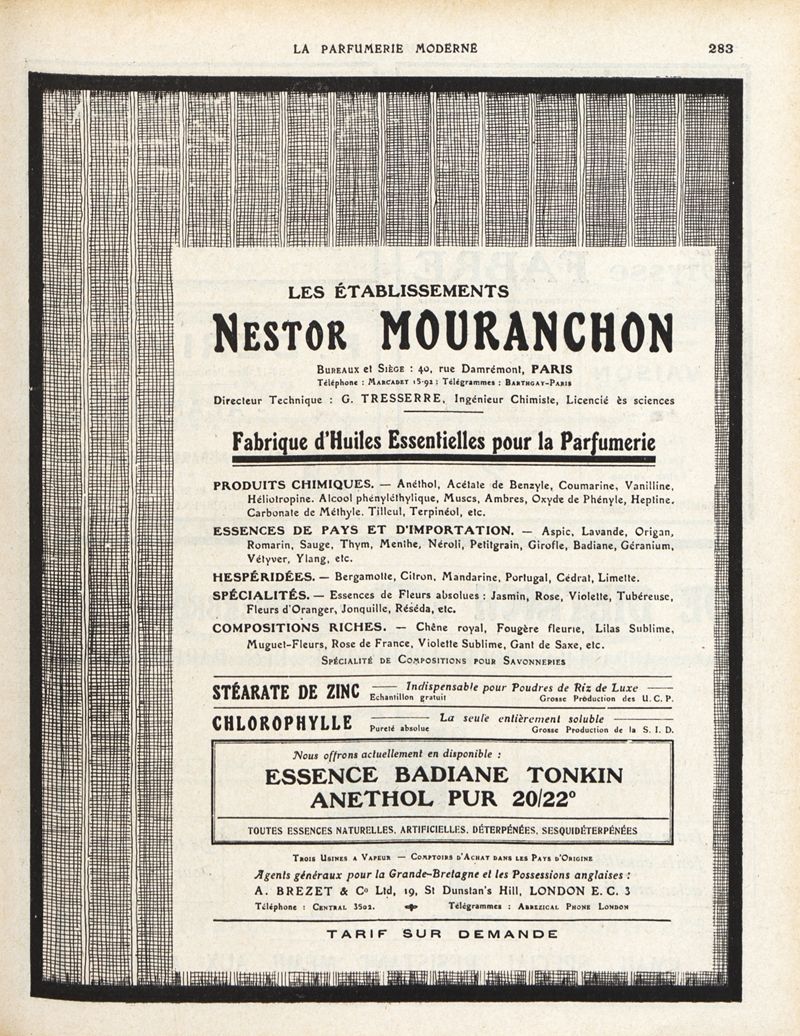 LA PARFUMERIE MODERNE
283
LES ÉTABLISSEMENTS
NESTOR MOURANCHON
BUREAUX et SIÈGE : 40, rue Damrémont, PARIS
Téléphone : MARCADET 15-92 ; Télégrammes : BARTHGAY-PARIS
Directeur Technique : G. TRESSERRE, Ingénieur Chimiste, Licencié ès sciences
Fabrique d'Huiles Essentielles pour la Parfumerie
PRODUITS CHIMIQUES. — Anéthol, Acétate de Benzyle, Coumarine, Vanilline,
Héliotropine. Alcool phényléthylique, Muscs, Ambres, Oxyde de Phényle, Heptine.
Carbonate de Méthyle. Tilleul, Terpinéol, etc.
ESSENCES DE PAYS ET D'IMPORTATION. — Aspic, Lavande, Origan,
Romarin, Sauge, Thym, Menthe, Néroli, Petitgrain, Girofle, Badiane, Géranium,
Vétyver, Ylang, etc.
HESPÉRIDÉES. — Bergamotte, Citron, Mandarine, Portugal, Cédrat, Limette.
SPÉCIALITÉS. — Essences de Fleurs absolues : Jasmin, Rose, Violette, Tubéreuse,
Fleurs d'Oranger, Jonquille, Réséda, etc.
COMPOSITIONS RICHES. — Chêne royal, Fougère fleurie, Lilas Sublime,
Muguet-Fleurs, Rose de France, Violette Sublime, Gant de Saxe, etc.
SPÉCIALITÉ DE COMPOSITIONS POUR SAVONNERIES
STÉARATE DE ZINC — Indispensable pour Poudres de Riz de Luxe —
Echantillon gratuit Grosse Production des U. C. P.
CHLOROPHYLLE — La seule entièrement soluble —
Pureté absolue Grosse Production de la S. I. D.
Nous offrons actuellement en disponible :
ESSENCE BADIANE TONKIN
ANETHOL PUR 20/22°
TOUTES ESSENCES NATURELLES, ARTIFICIELLES, DÉTERPÉNÉES, SESQUIDÉTERPÉNÉES
TROIS USINES A VAPEUR — COMPTOIRS D'ACHAT DANS LES PAYS D'ORIGINE
Agents généraux pour la Grande-Bretagne et les Possessions anglaises :
A. BREZET & Co Ltd, 19, St Dunstan's Hill, LONDON E. C. 3
Téléphone : CENTRAL 3502. Télégrammes : ABREZICAL PHONE LONDON
TARIF SUR DEMANDE